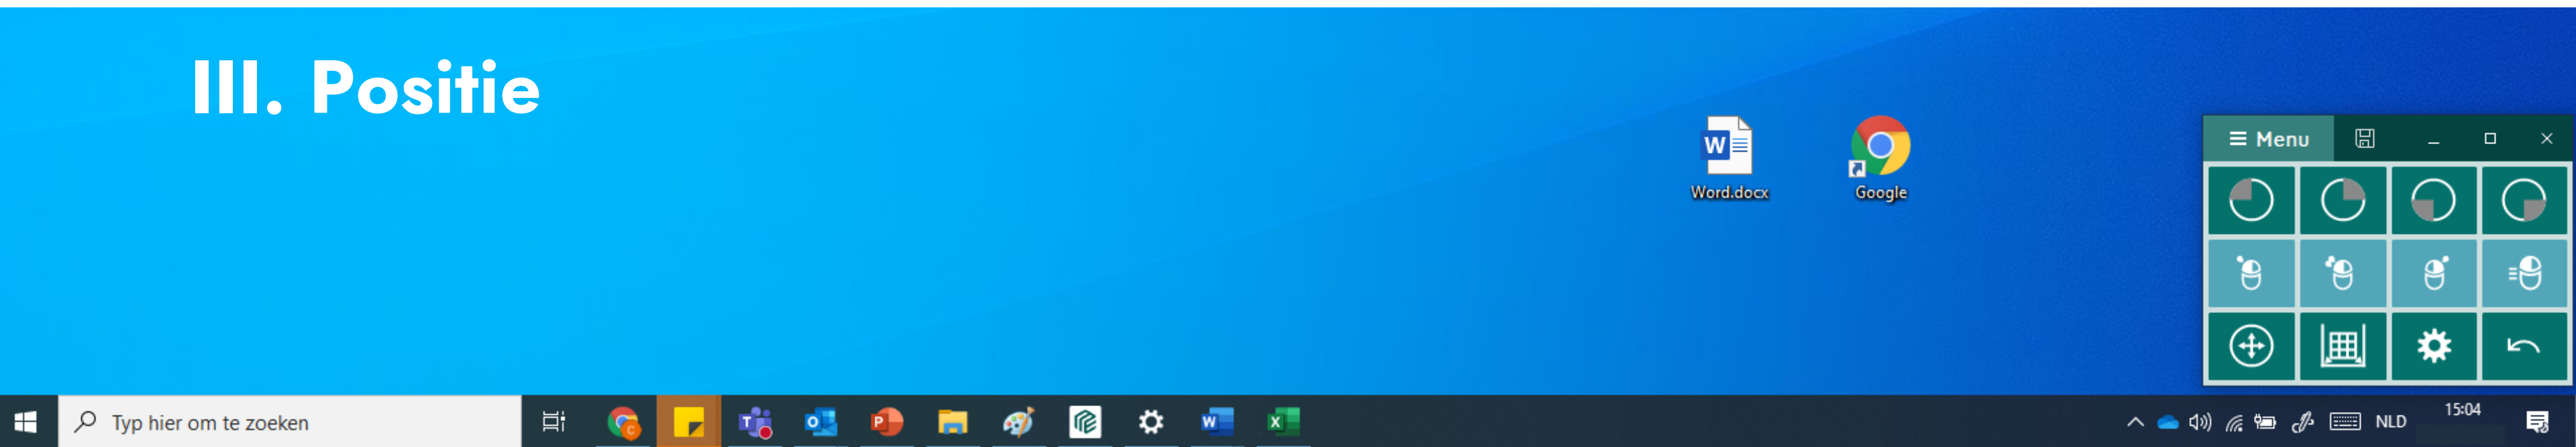 III. Positie
Word.docx
Google
☰ Menu
Typ hier om te zoeken
NLD
15:04